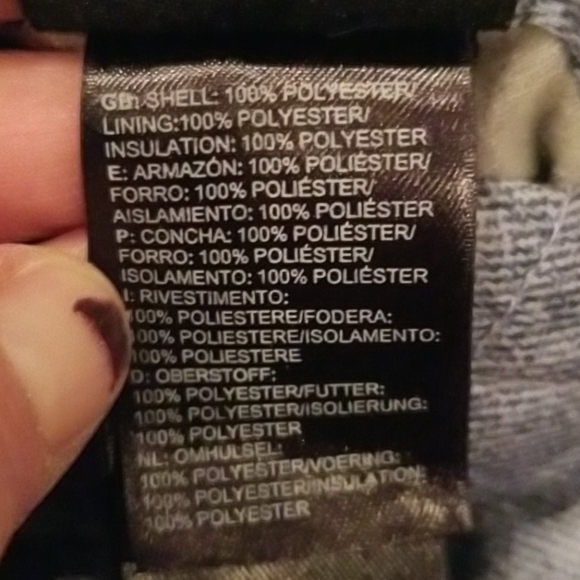 GB: SHELL: 100% POLYESTER/
LINING:100% POLYESTER/
INSULATION: 100% POLYESTER
E: ARMAZÓN: 100% POLIÉSTER/
FORRO: 100% POLIÉSTER/
AISLAMIENTO: 100% POLIÉSTER
P: CONCHA: 100% POLIÉSTER/
FORRO: 100% POLIÉSTER/
ISOLAMENTO: 100% POLIÉSTER
I: RIVESTIMENTO:
100% POLIESTERE/FODERA:
100% POLIESTERE/ISOLAMENTO:
100% POLIESTERE
D: OBERSTOFF:
100% POLYESTER/FUTTER:
100% POLYESTER/ISOLIERUNG:
100% POLYESTER
NL: OMHULSEL:
100% POLYESTER/VOERING:
100% POLYESTER/INSULATION:
100% POLYESTER